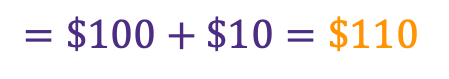 = $100 + $10 = $110